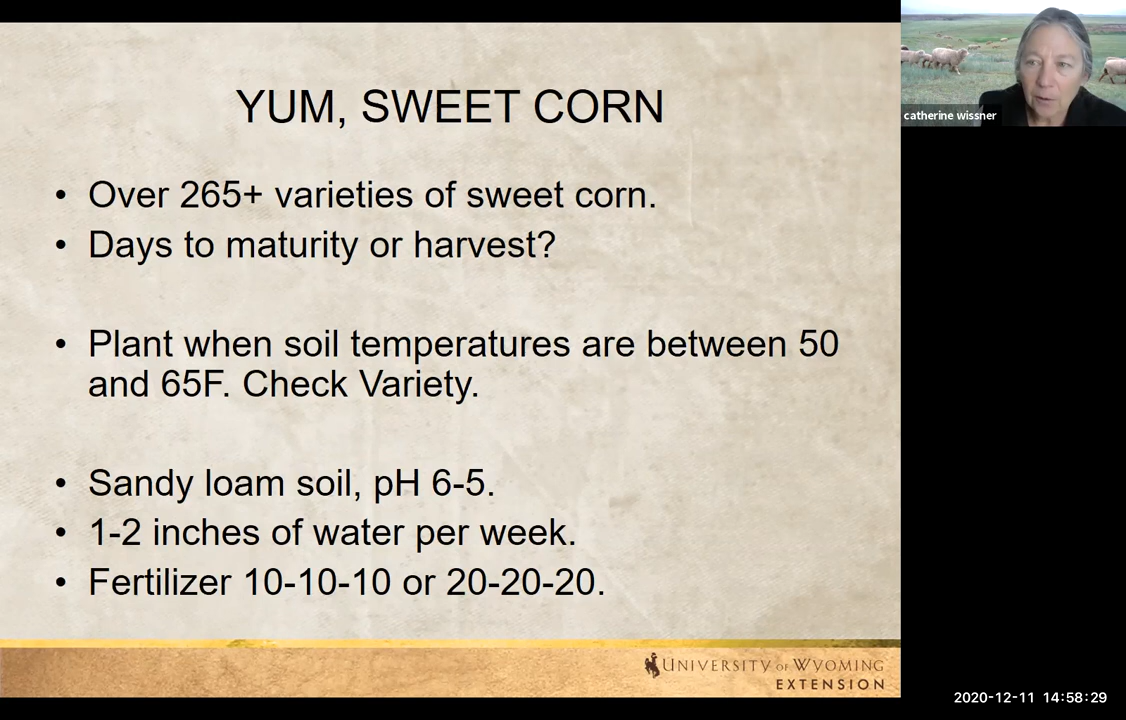 catherine wissner
YUM, SWEET CORN
• Over 265+ varieties of sweet corn.
• Days to maturity or harvest?
• Plant when soil temperatures are between 50
and 65F. Check Variety.
• Sandy loam soil, pH 6-5.
• 1-2 inches of water per week.
• Fertilizer 10-10-10 or 20-20-20.
UNIVERSITY OF WYOMING
EXTENSION
2020-12-11 14:58:29